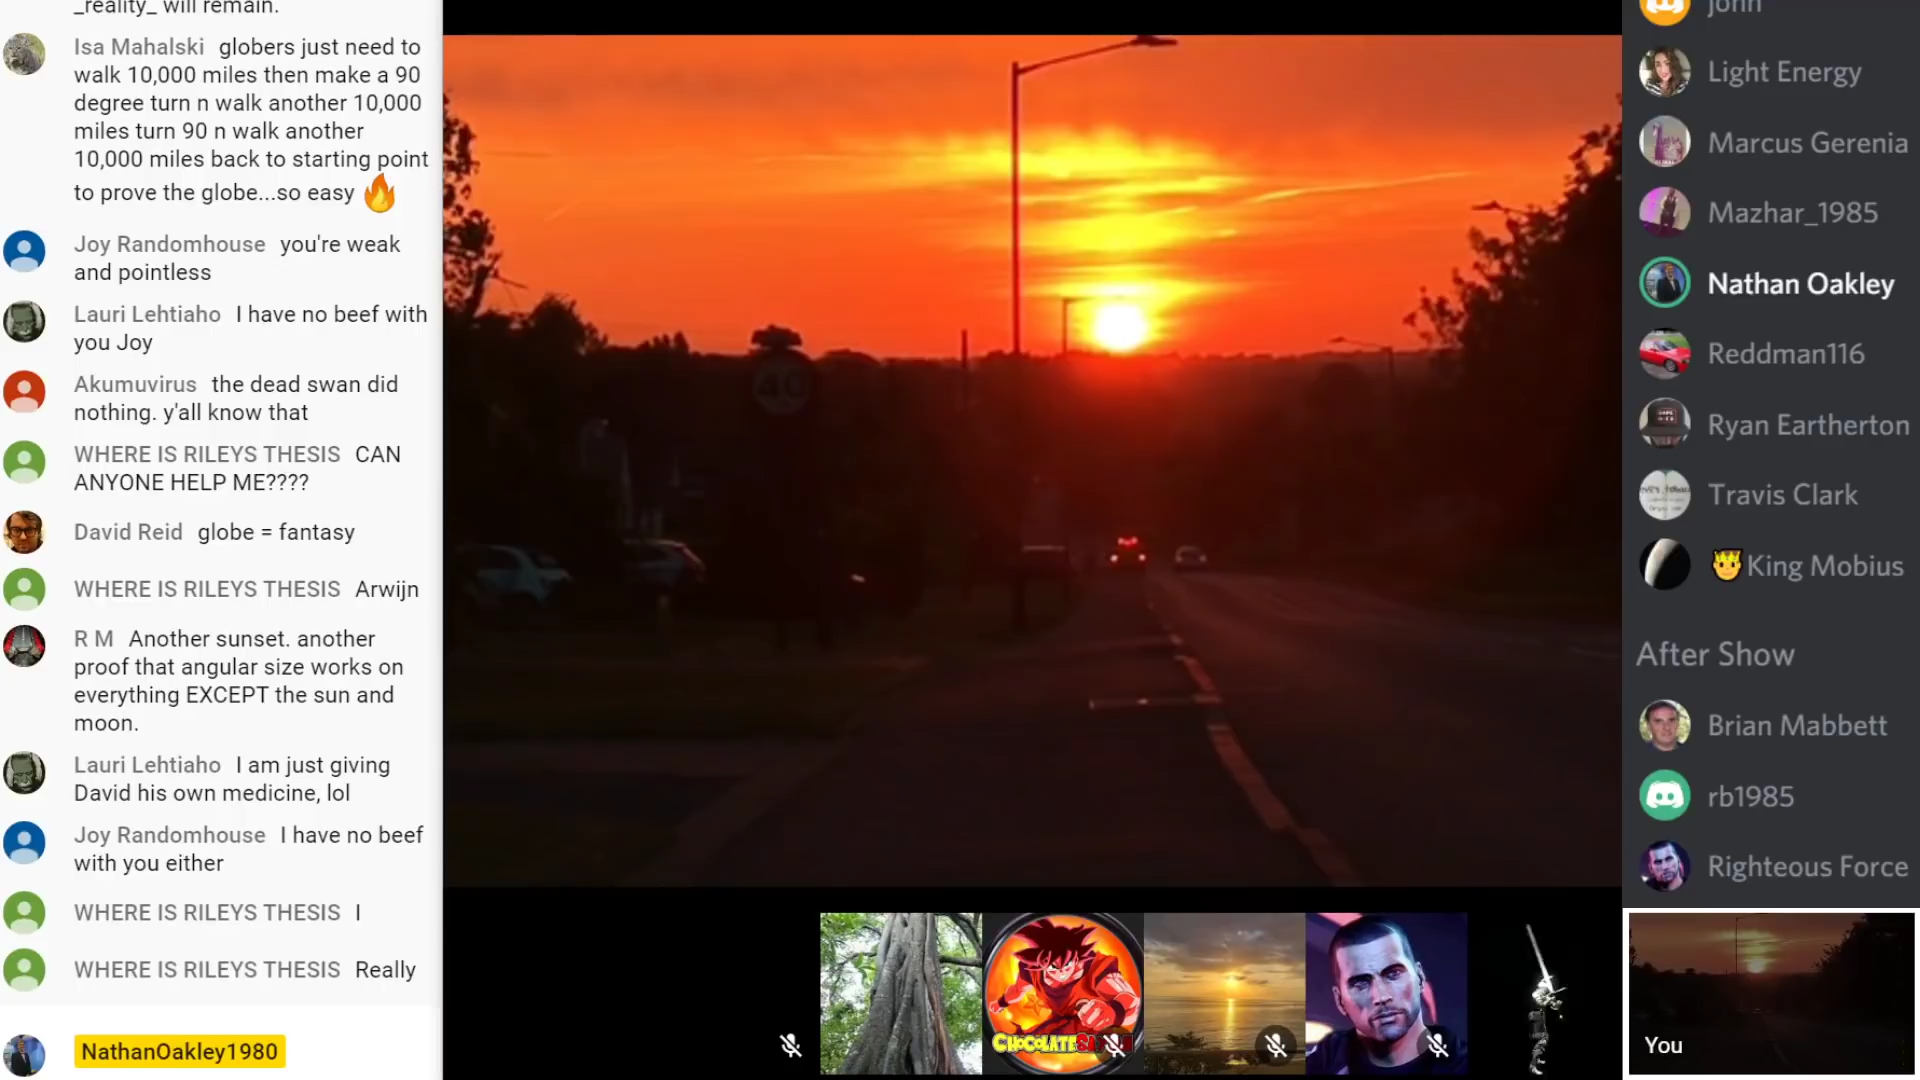 _reality_ will remain.
Isa Mahalski globers just need to
walk 10,000 miles then make a 90
degree turn n walk another 10,000
miles turn 90 n walk another
10,000 miles back to starting point
to prove the globe...so easy 🔥
Joy Randomhouse you're weak
and pointless
Lauri Lehtiaho I have no beef with
you Joy
Akumuvirus the dead swan did
nothing. y'all know that
WHERE IS RILEYS THESIS CAN
ANYONE HELP ME????
David Reid globe = fantasy
WHERE IS RILEYS THESIS Arwijn
R M Another sunset. another
proof that angular size works on
everything EXCEPT the sun and
moon.
Lauri Lehtiaho I am just giving
David his own medicine, lol
Joy Randomhouse I have no beef
with you either
WHERE IS RILEYS THESIS I
WHERE IS RILEYS THESIS Really
NathanOakley1980
40
john
Light Energy
Marcus Gerenia
Mazhar_1985
Nathan Oakley
Reddman116
Ryan Eartherton
Travis Clark
🤴King Mobius
After Show
Brian Mabbett
rb1985
Righteous Force
You